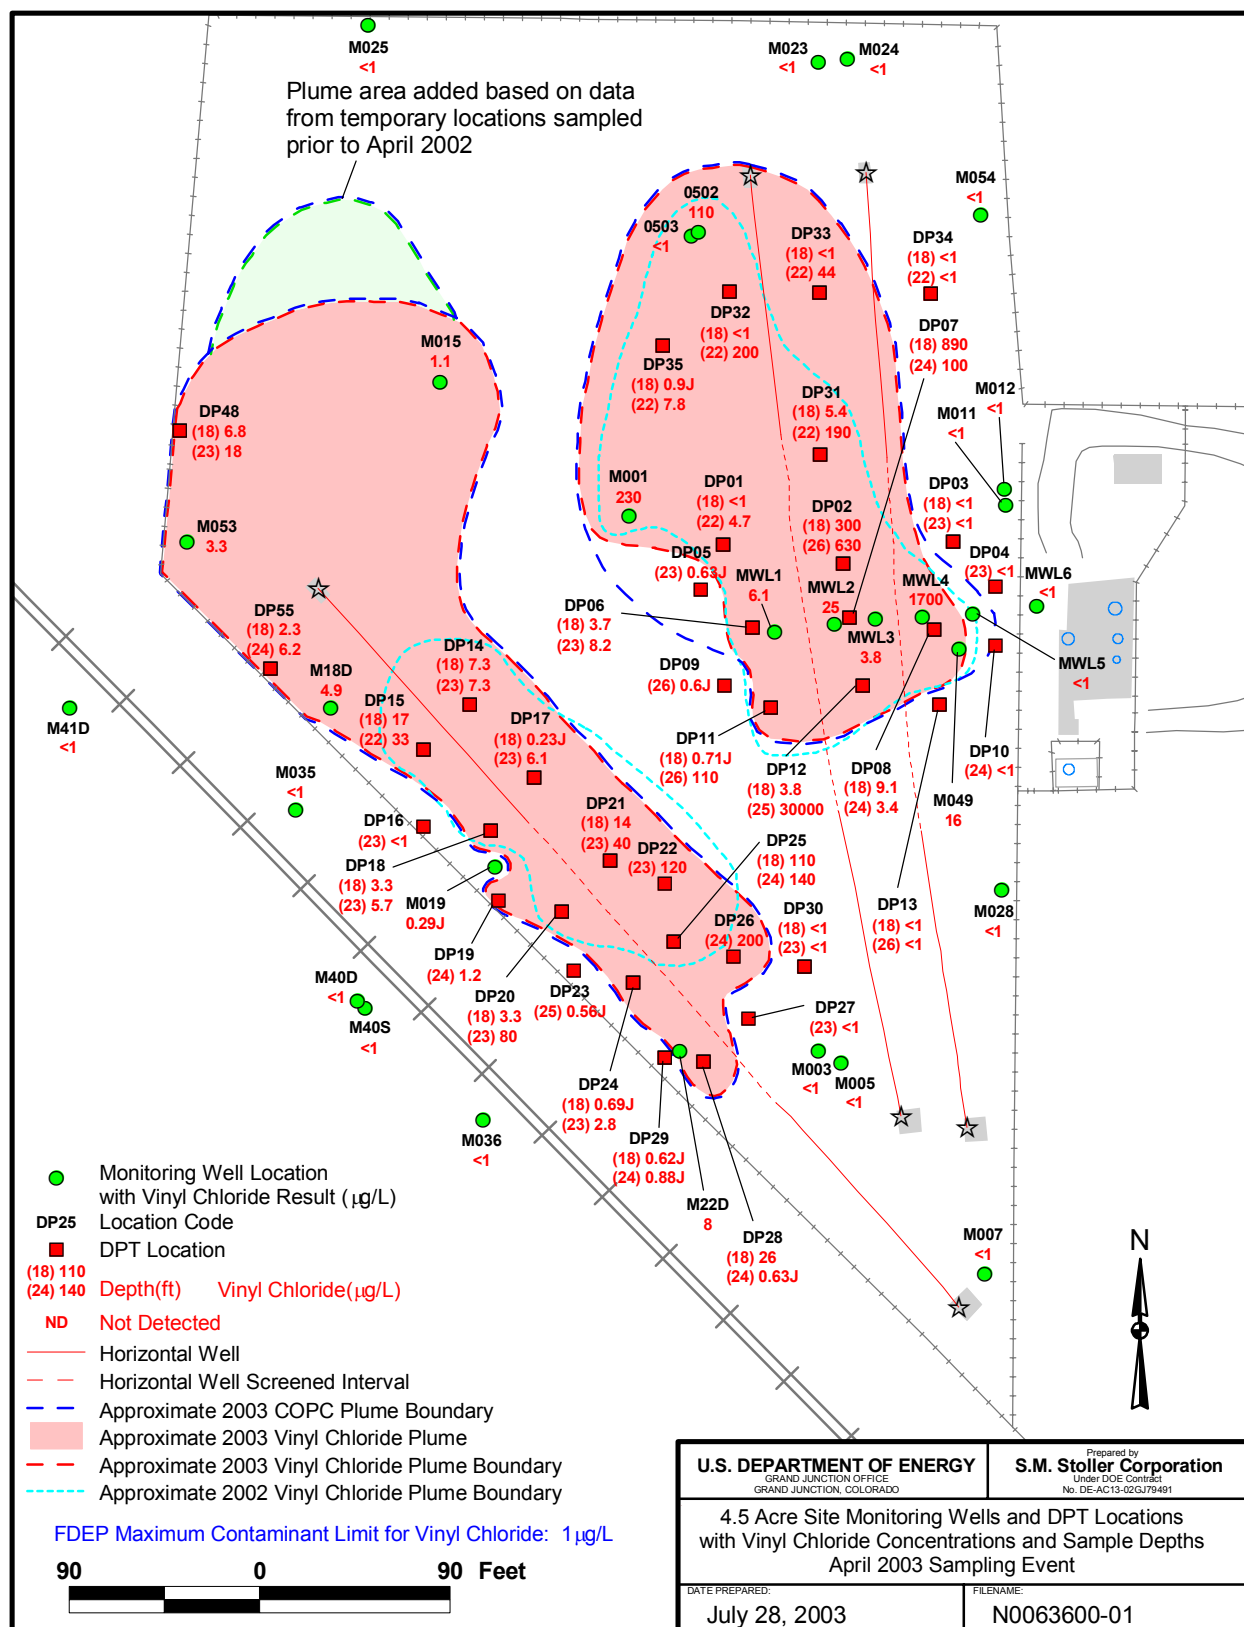 M025
<1
M023
<1
M024
<1
Plume area added based on data
from temporary locations sampled
prior to April 2002
M054
<1
0502
110
0503
<1
DP33
(18) <1
(22) 44
DP34
(18) <1
(22) <1
DP32
(18) <1
(22) 200
DP07
(18) 890
(24) 100
M015
1.1
DP35
(18) 0.9J
(22) 7.8
DP31
(18) 5.4
(22) 190
M012
<1
M011
<1
DP48
(18) 6.8
(23) 18
M001
230
DP01
(18) <1
(22) 4.7
DP02
(18) 300
(26) 630
DP03
(18) <1
(23) <1
M053
3.3
DP05
(23) 0.63J
DP04
(23) <1
MWL1
6.1
MWL2
25
MWL4
1700
MWL6
<1
DP06
(18) 3.7
(23) 8.2
MWL3
3.8
MWL5
<1
DP55
(18) 2.3
(24) 6.2
M18D
4.9
DP14
(18) 7.3
(23) 7.3
DP09
(26) 0.6J
M41D
<1
DP15
(18) 17
(22) 33
DP17
(18) 0.23J
(23) 6.1
DP11
(18) 0.71J
(26) 110
DP12
(18) 3.8
(25) 30000
DP08
(18) 9.1
(24) 3.4
DP10
(24) <1
M049
16
M035
<1
DP16
(23) <1
DP21
(18) 14
(23) 40
DP22
(23) 120
DP25
(18) 110
(24) 140
DP18
(18) 3.3
(23) 5.7
M019
0.29J
DP13
(18) <1
(26) <1
M028
<1
DP30
(18) <1
(23) <1
DP26
(24) 200
DP19
(24) 1.2
DP20
(18) 3.3
(23) 80
DP23
(25) 0.56J
M40D
<1
M40S
<1
DP27
(23) <1
M003
<1
M005
<1
DP24
(18) 0.69J
(23) 2.8
M036
<1
DP29
(18) 0.62J
(24) 0.88J
M22D
8
DP28
(18) 26
(24) 0.63J
M007
<1
N
Monitoring Well Location
with Vinyl Chloride Result (µg/L)
DP25 Location Code
DPT Location
(18) 110
(24) 140 Depth(ft) Vinyl Chloride(µg/L)
ND Not Detected
Horizontal Well
Horizontal Well Screened Interval
Approximate 2003 COPC Plume Boundary
Approximate 2003 Vinyl Chloride Plume
Approximate 2003 Vinyl Chloride Plume Boundary
Approximate 2002 Vinyl Chloride Plume Boundary
FDEP Maximum Contaminant Limit for Vinyl Chloride: 1µg/L
90 0 90 Feet
U.S. DEPARTMENT OF ENERGY
GRAND JUNCTION OFFICE
GRAND JUNCTION, COLORADO
Prepared by
S.M. Stoller Corporation
Under DOE Contract
No. DE-AC13-02GJ79491
4.5 Acre Site Monitoring Wells and DPT Locations
with Vinyl Chloride Concentrations and Sample Depths
April 2003 Sampling Event
DATE PREPARED:
July 28, 2003
FILENAME:
N0063600-01